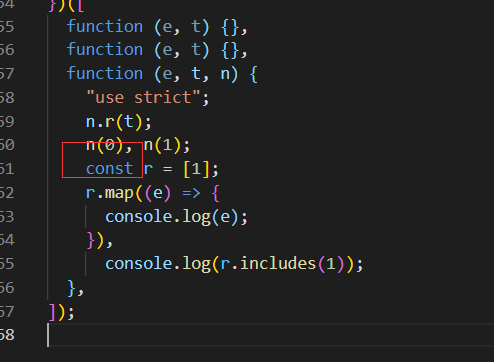 54 })([
55 function (e, t) {},
56 function (e, t) {},
57 function (e, t, n) {
58 "use strict";
59 n.r(t);
60 n(0), n(1);
61 const r = [1];
62 r.map((e) => {
63 console.log(e);
64 }),
65 console.log(r.includes(1));
66 },
67 ]);
68